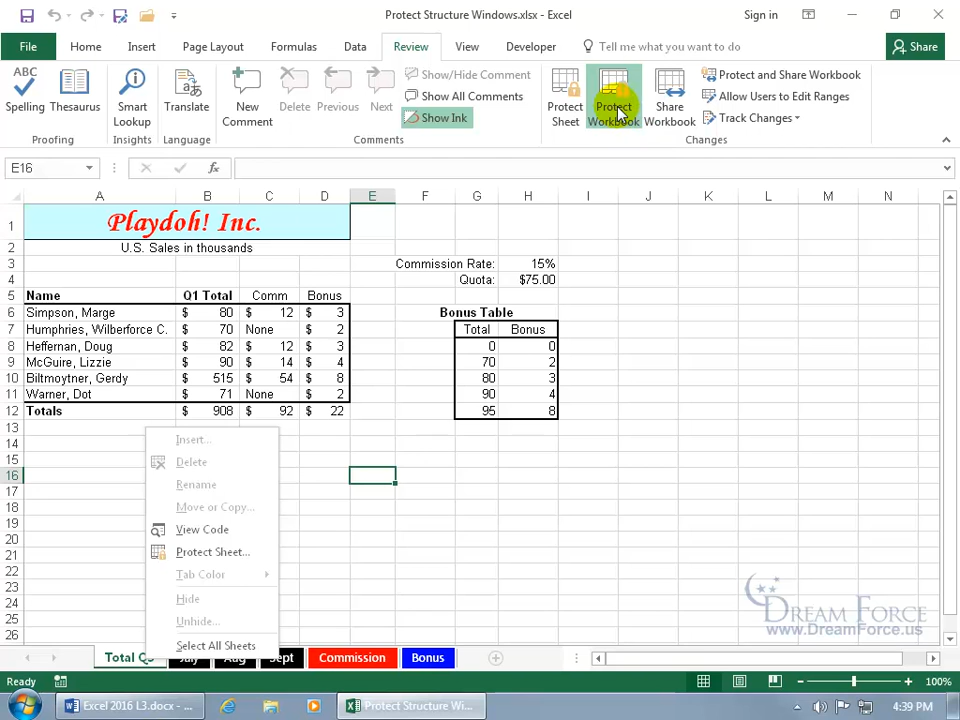 Protect Structure Windows.xlsx - Excel
Sign in
File Home Insert Page Layout Formulas Data Review View Developer Tell me what you want to do Share
ABC
Spelling Thesaurus Smart Lookup Translate New Comment Delete Previous Next
Show/Hide Comment
Show All Comments
Show Ink
Protect Sheet Protect Workbook Share Workbook
Protect and Share Workbook
Allow Users to Edit Ranges
Track Changes
Proofing Insights Language Comments Changes
E16 fx
A B C D E F G H I J K L M N
1 Playdoh! Inc.
2 U.S. Sales in thousands
3 Commission Rate: 15%
4 Quota: $75.00
5 Name Q1 Total Comm Bonus
6 Simpson, Marge $ 80 $ 12 $ 3 Bonus Table
7 Humphries, Wilberforce C. $ 70 None $ 2 Total Bonus
8 Heffernan, Doug $ 82 $ 12 $ 3 0 0
9 McGuire, Lizzie $ 90 $ 14 $ 4 70 2
10 Biltmoytner, Gerdy $ 515 $ 54 $ 8 80 3
11 Warner, Dot $ 71 None $ 2 90 4
12 Totals $ 908 $ 92 $ 22 95 8
13
14
15
16
17
18
19
20
21
22
23
24
25
26
Insert...
Delete
Rename
Move or Copy...
View Code
Protect Sheet...
Tab Color
Hide
Unhide...
Select All Sheets
DREAM FORCE
www.DreamForce.us
Total Q July Aug Sept Commission Bonus
Ready 100%
Excel 2016 L3.docx - ... Protect Structure Wi... 4:39 PM